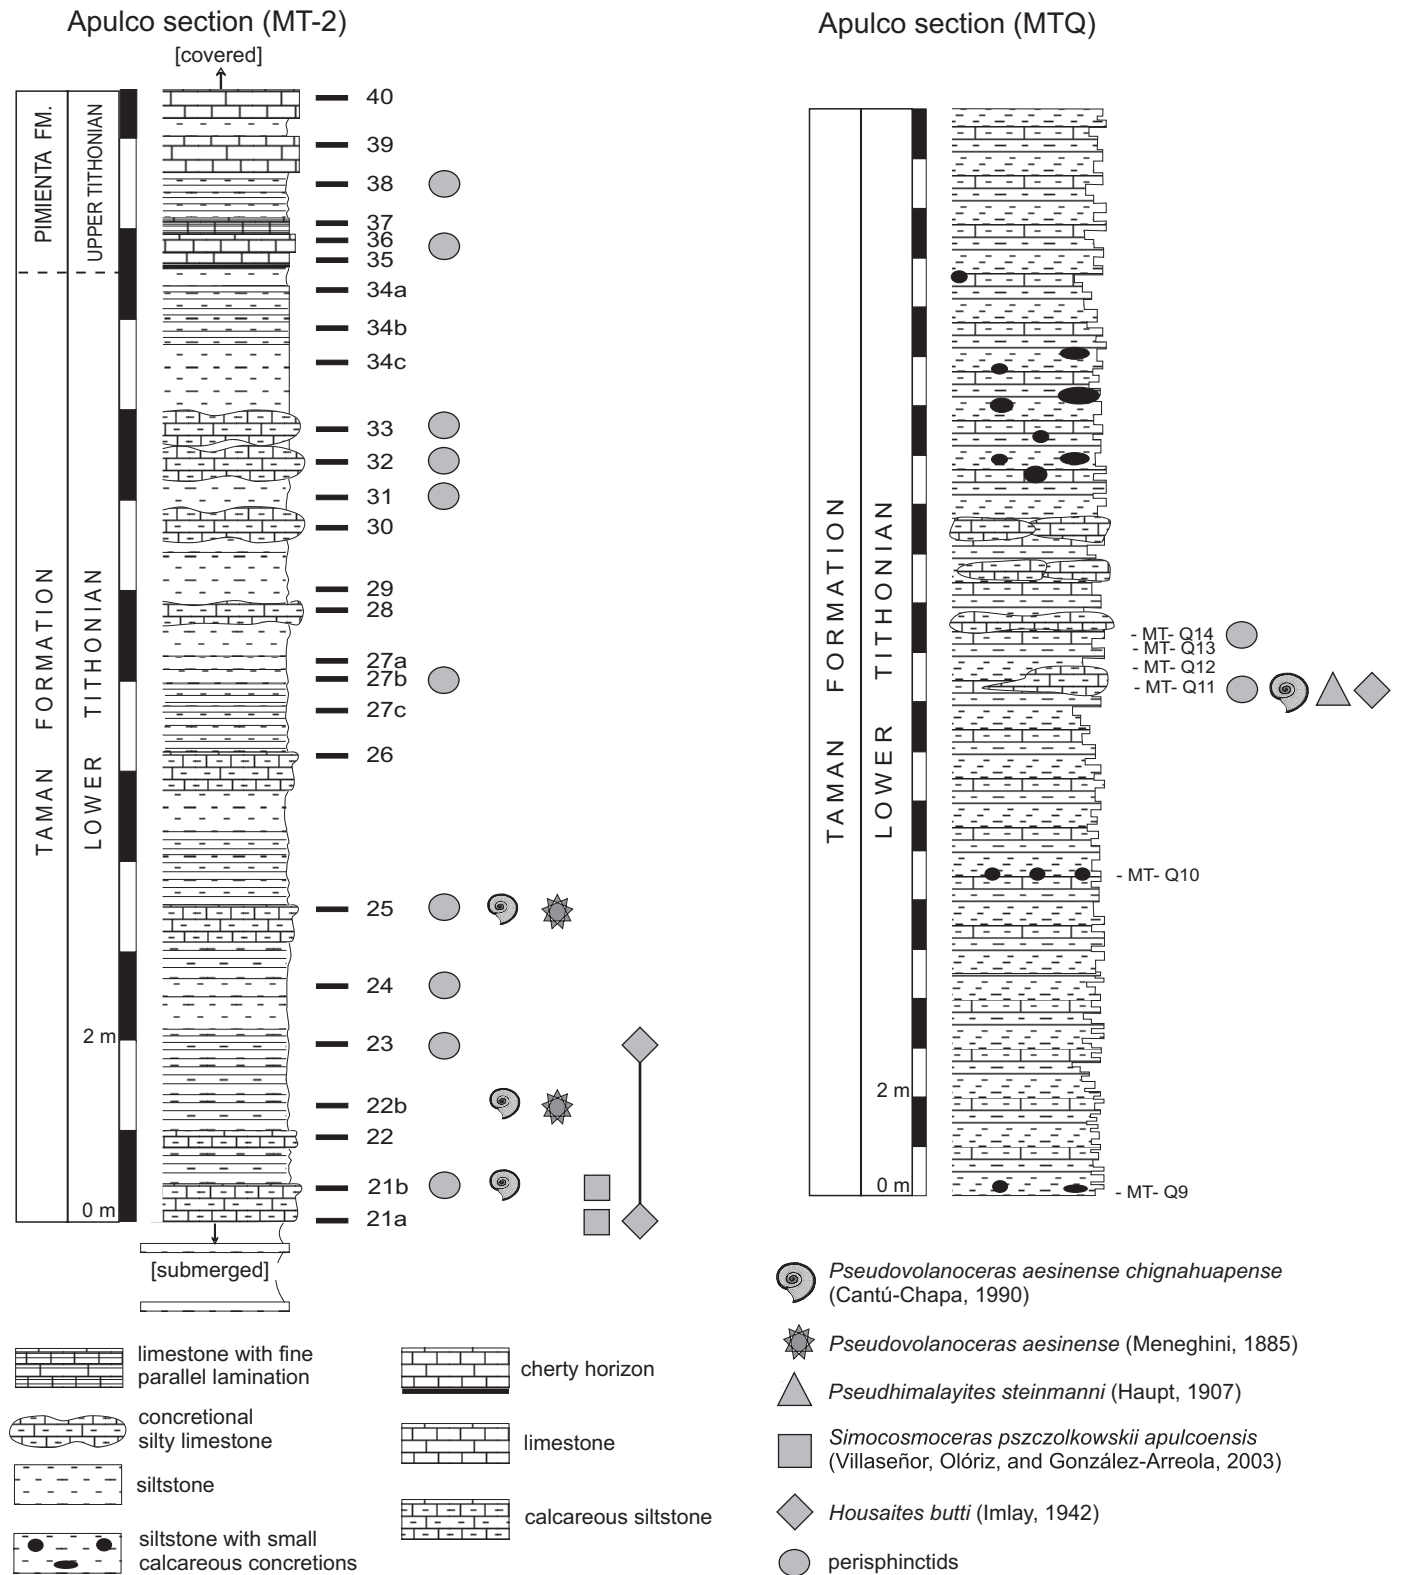 Apulco section (MT-2)
[covered]
PIMIENTA FM.
UPPER TITHONIAN
TAMAN FORMATION
LOWER TITHONIAN
40
39
38
37
36
35
34a
34b
34c
33
32
31
30
29
28
27a
27b
27c
26
25
24
2 m
23
22b
22
21b
0 m
21a
[submerged]
Apulco section (MTQ)
TAMAN FORMATION
LOWER TITHONIAN
- MT- Q14
- MT- Q13
- MT- Q12
- MT- Q11
- MT- Q10
2 m
0 m
- MT- Q9
limestone with fine
parallel lamination
concretional
silty limestone
siltstone
siltstone with small
calcareous concretions
cherty horizon
limestone
calcareous siltstone
Pseudovolanoceras aesinense chignahuapense
(Cantú-Chapa, 1990)
Pseudovolanoceras aesinense (Meneghini, 1885)
Pseudhimalayites steinmanni (Haupt, 1907)
Simocosmoceras pszczolkowskii apulcoensis
(Villaseñor, Olóriz, and González-Arreola, 2003)
Housaites butti (Imlay, 1942)
perisphinctids